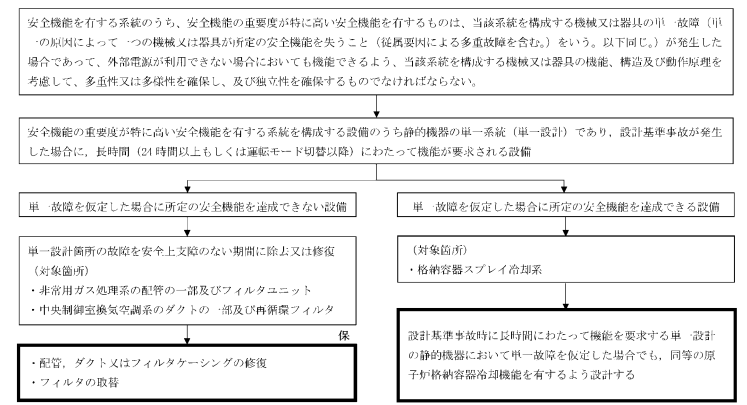 安全機能を有する系統のうち、安全機能の重要度が特に高い安全機能を有するものは、当該系統を構成する機械又は器具の単一故障（単
一の原因によって一つの機械又は器具が所定の安全機能を失うこと（従属要因による多重故障を含む。）をいう。以下同じ。）が発生した
場合であって、外部電源が利用できない場合においても機能できるよう、当該系統を構成する機械又は器具の機能、構造及び動作原理を
考慮して、多重性又は多様性を確保し、及び独立性を確保するものでなければならない。
安全機能の重要度が特に高い安全機能を有する系統を構成する設備のうち静的機器の単一系統（単一設計）であり，設計基準事故が発生
した場合に，長時間（24時間以上もしくは運転モード切替以降）にわたって機能が要求される設備
単一故障を仮定した場合に所定の安全機能を達成できない設備
単一故障を仮定した場合に所定の安全機能を達成できる設備
単一設計箇所の故障を安全上支障のない期間に除去又は修復
（対象箇所）
・非常用ガス処理系の配管の一部及びフィルタユニット
・中央制御室換気空調系のダクトの一部及び再循環フィルタ
（対象箇所）
・格納容器スプレイ冷却系
保
・配管，ダクト又はフィルタケーシングの修復
・フィルタの取替
設計基準事故時に長時間にわたって機能を要求する単一設計
の静的機器において単一故障を仮定した場合でも，同等の原
子炉格納容器冷却機能を有するよう設計する